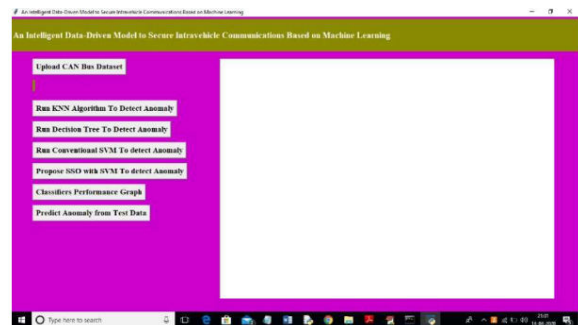 An Intelligent Data-Driven Model to Secure Intravehicle Communications Based on Machine Learning
An Intelligent Data-Driven Model to Secure Intravehicle Communications Based on Machine Learning
Upload CAN Bus Dataset
Run KNN Algorithm To Detect Anomaly
Run Decision Tree To Detect Anomaly
Run Conventional SVM To detect Anomaly
Propose SSO with SVM To detect Anomaly
Classifiers Performance Graph
Predict Anomaly from Test Data
Type here to search